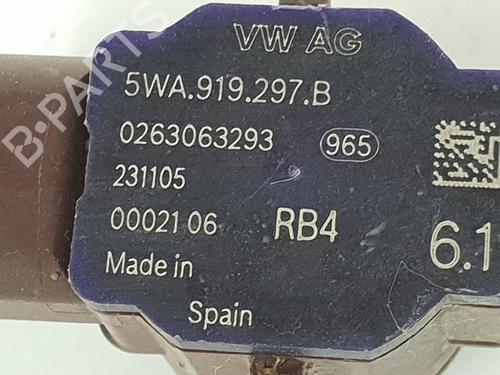 VW AG
5WA.919.297.B
0263063293 965
231105
0002106 RB4 6.1
Made in
Spain
B-PARTS